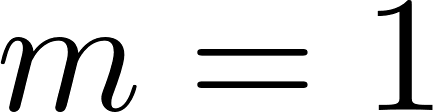 m = 1